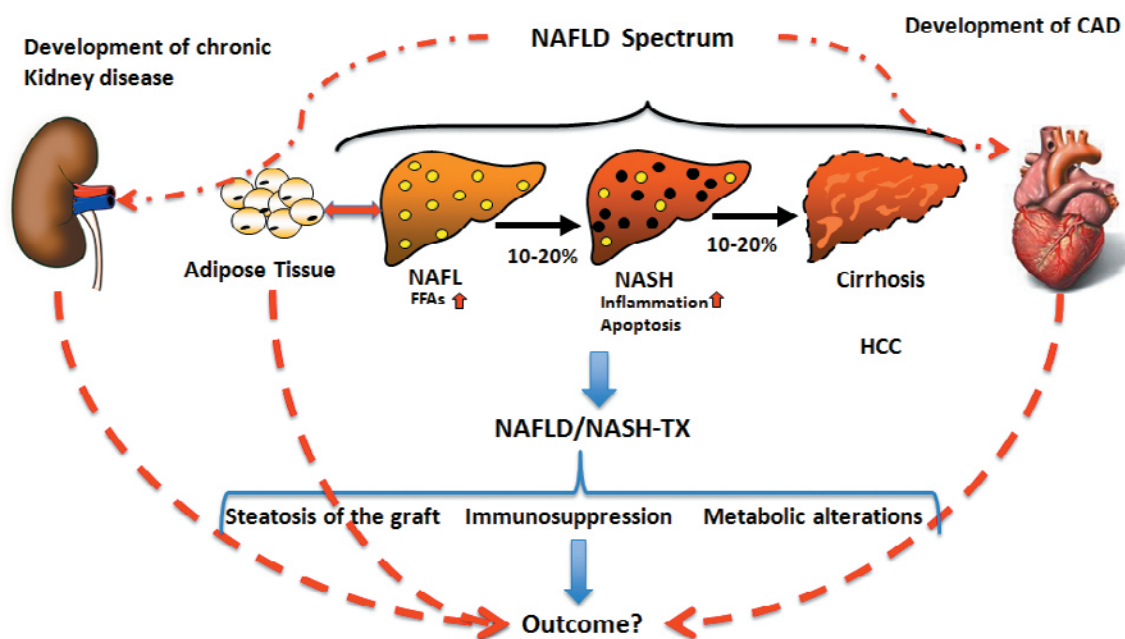 NAFLD Spectrum
Development of CAD
Development of chronic
Kidney disease
Adipose Tissue
NAFL
FFAs
10-20%
NASH
Inflammation
Apoptosis
10-20%
Cirrhosis
HCC
NAFLD/NASH-TX
Steatosis of the graft
Immunosuppression
Metabolic alterations
Outcome?